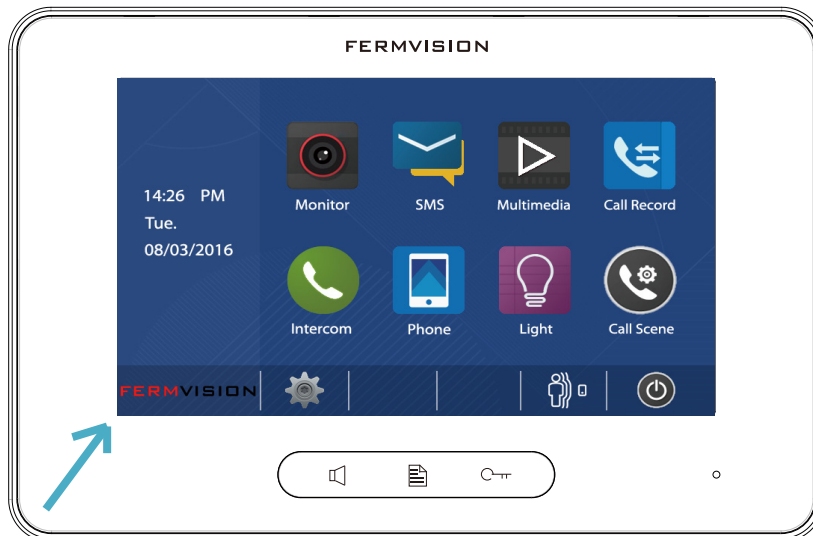 FERMVISION
14:26 PM
Tue.
08/03/2016
Monitor
SMS
Multimedia
Call Record
Intercom
Phone
Light
Call Scene
FERMVISION